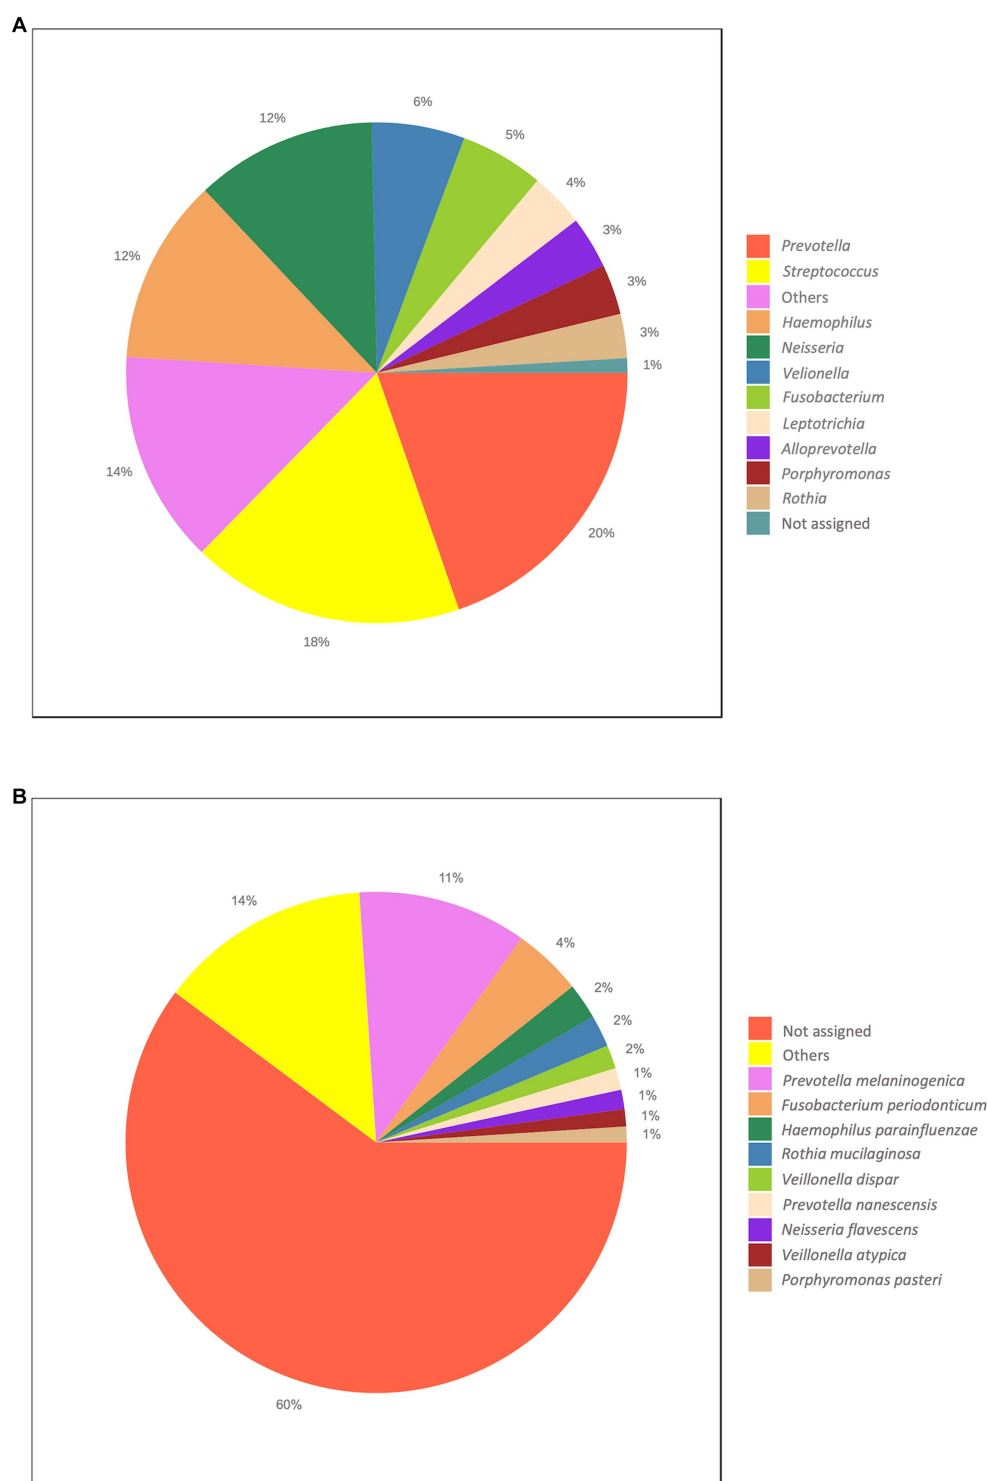 A
6%
12%
5%
4%
12%
3%
3%
3%
1%
14%
20%
18%
Prevotella
Streptococcus
Others
Haemophilus
Neisseria
Velionella
Fusobacterium
Leptotrichia
Alloprevotella
Porphyromonas
Rothia
Not assigned
B
11%
14%
4%
2%
2%
2%
1%
1%
1%
1%
60%
Not assigned
Others
Prevotella melaninogenica
Fusobacterium periodonticum
Haemophilus parainfluenzae
Rothia mucilaginosa
Veillonella dispar
Prevotella nanescensis
Neisseria flavescens
Veillonella atypica
Porphyromonas pasteri